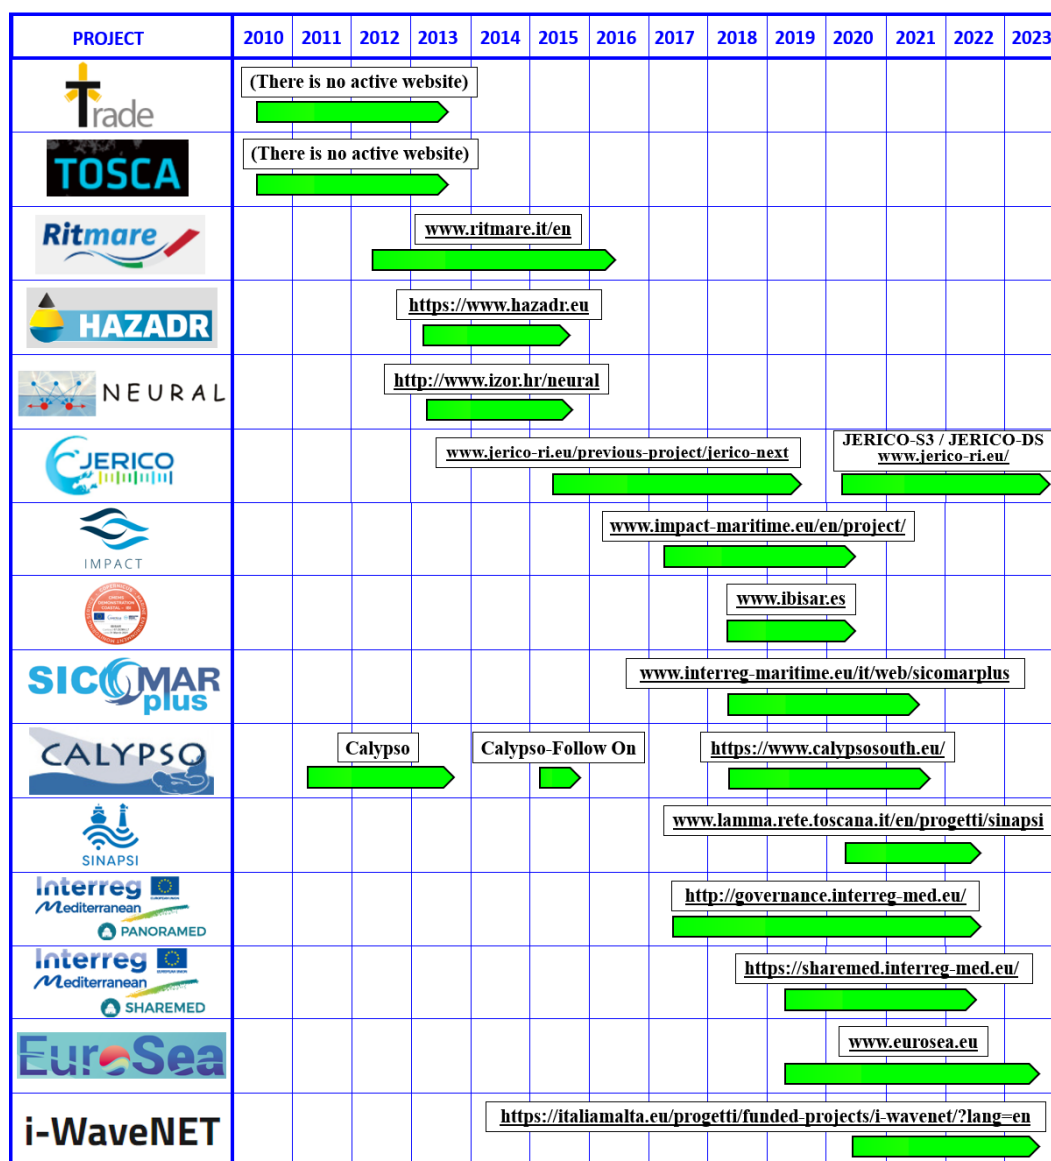 PROJECT 2010 2011 2012 2013 2014 2015 2016 2017 2018 2019 2020 2021 2022 2023
Trade
(There is no active website)
TOSCA
(There is no active website)
Ritmare
www.ritmare.it/en
HAZADR
https://www.hazadr.eu
NEURAL
http://www.izor.hr/neural
JERICO
www.jerico-ri.eu/previous-project/jerico-next
JERICO-S3 / JERICO-DS
www.jerico-ri.eu/
IMPACT
www.impact-maritime.eu/en/project/
www.ibisar.es
SICOMAR
plus
www.interreg-maritime.eu/it/web/sicomarplus
CALYPSO
Calypso
Calypso-Follow On
https://www.calypsosouth.eu/
SINAPSI
www.lamma.rete.toscana.it/en/progetti/sinapsi
Interreg
Mediterranean
EUROPEAN UNION
PANORAMED
http://governance.interreg-med.eu/
Interreg
Mediterranean
EUROPEAN UNION
SHAREMED
https://sharemed.interreg-med.eu/
EuroSea
www.eurosea.eu
i-WaveNET
https://italiamalta.eu/progetti/funded-projects/i-wavenet/?lang=en